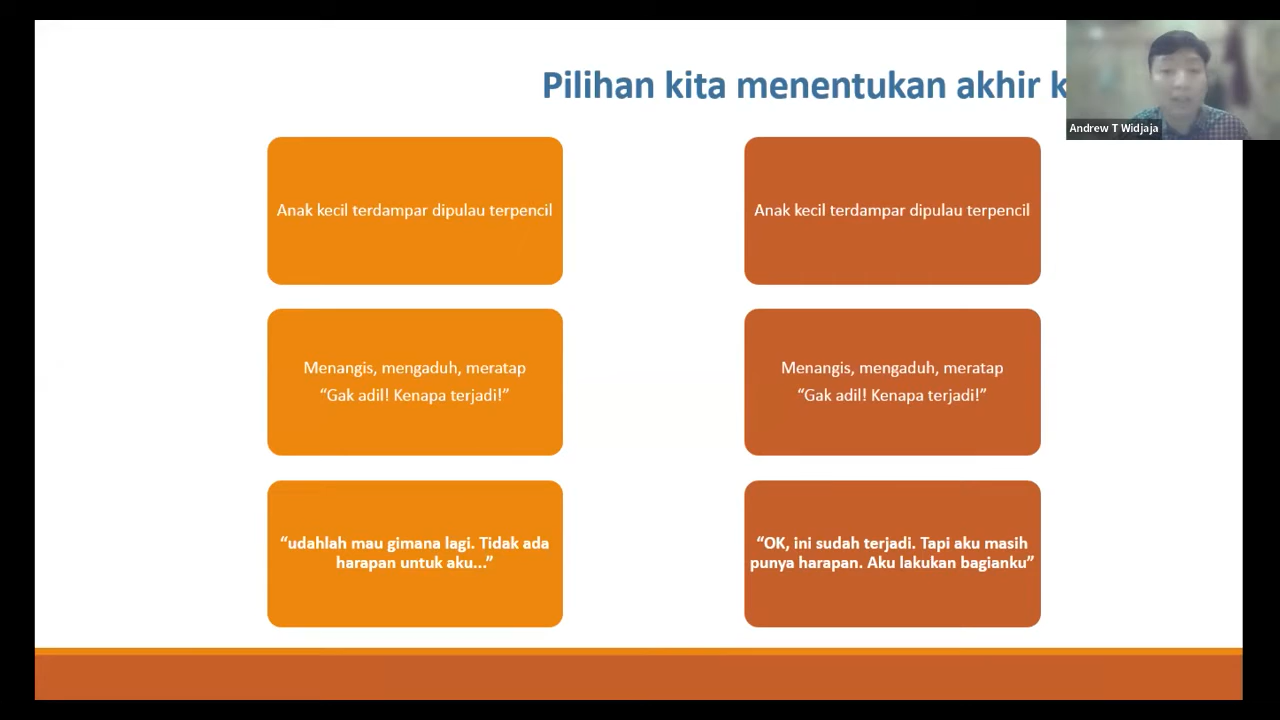 Pilihan kita menentukan akhir
Andrew T Widjaja
Anak kecil terdampar dipulau terpencil
Anak kecil terdampar dipulau terpencil
Menangis, mengaduh, meratap
“Gak adil! Kenapa terjadi!”
Menangis, mengaduh, meratap
“Gak adil! Kenapa terjadi!”
“udahlah mau gimana lagi. Tidak ada
harapan untuk aku...”
“OK, ini sudah terjadi. Tapi aku masih
punya harapan. Aku lakukan bagianku”